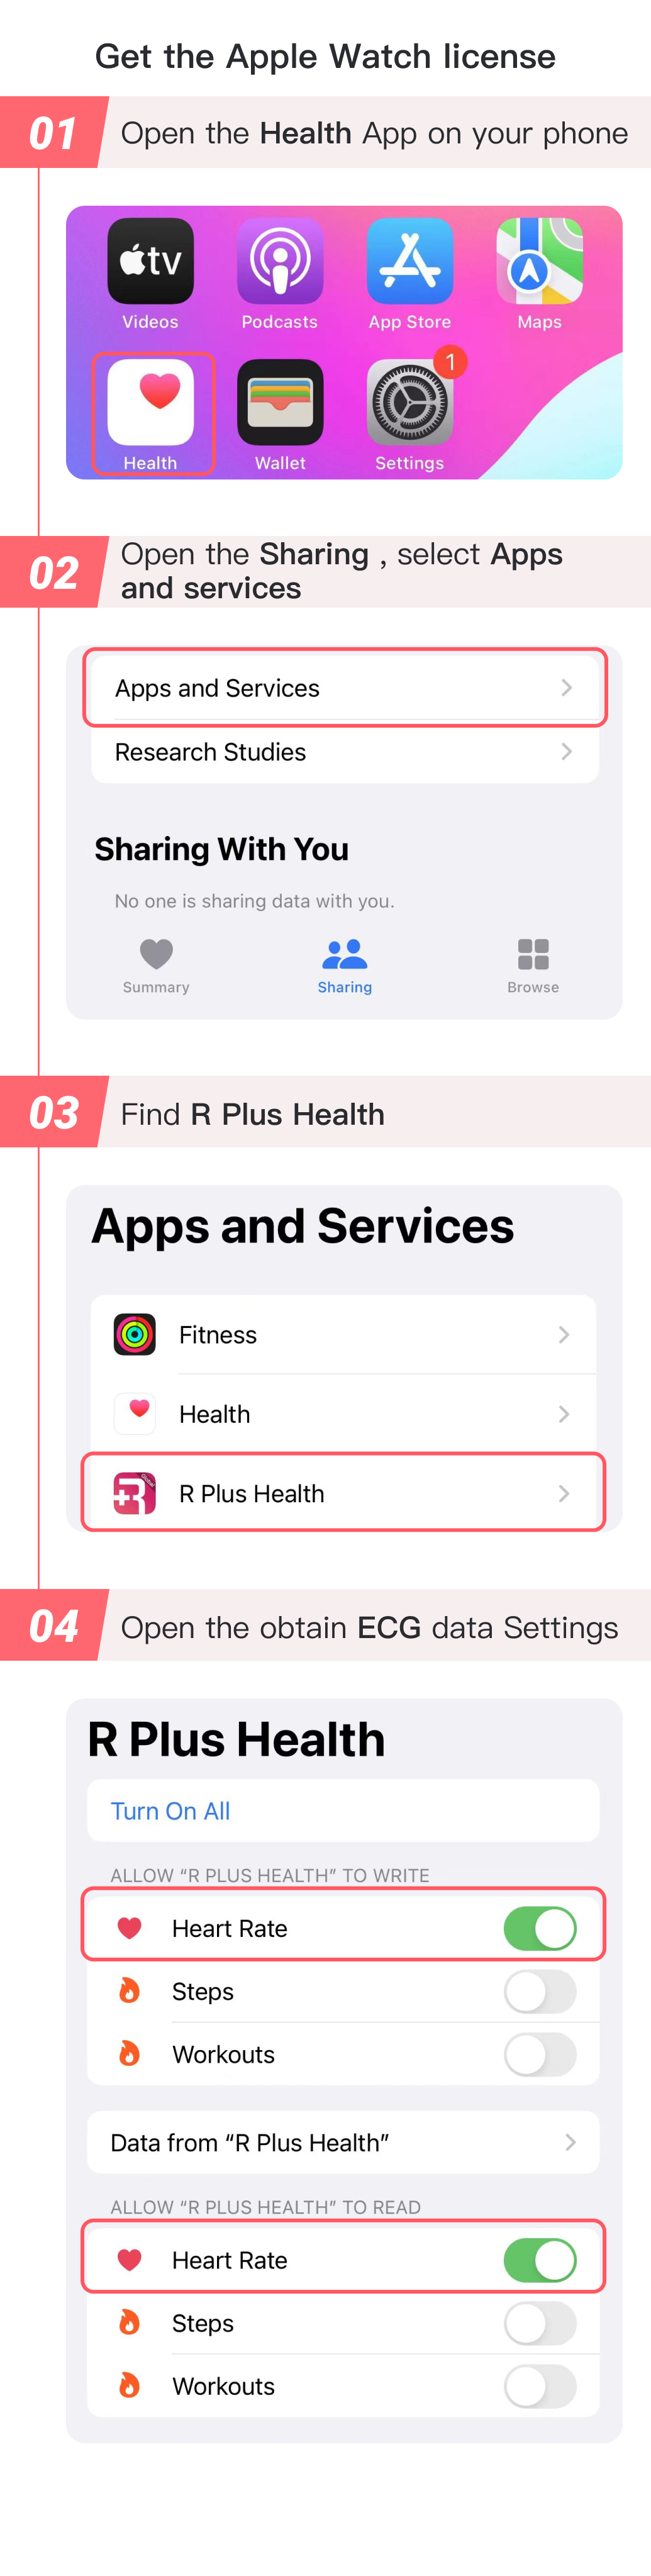 Get the Apple Watch license
01
Open the Health App on your phone
tv
Videos
Podcasts
App Store
Maps
1
Health
Wallet
Settings
02
Open the Sharing , select Apps
and services
Apps and Services
Research Studies
Sharing With You
No one is sharing data with you.
Summary
Sharing
Browse
03
Find R Plus Health
Apps and Services
Fitness
Health
R Plus Health
04
Open the obtain ECG data Settings
R Plus Health
Turn On All
ALLOW “R PLUS HEALTH” TO WRITE
Heart Rate
Steps
Workouts
Data from “R Plus Health”
ALLOW “R PLUS HEALTH” TO READ
Heart Rate
Steps
Workouts